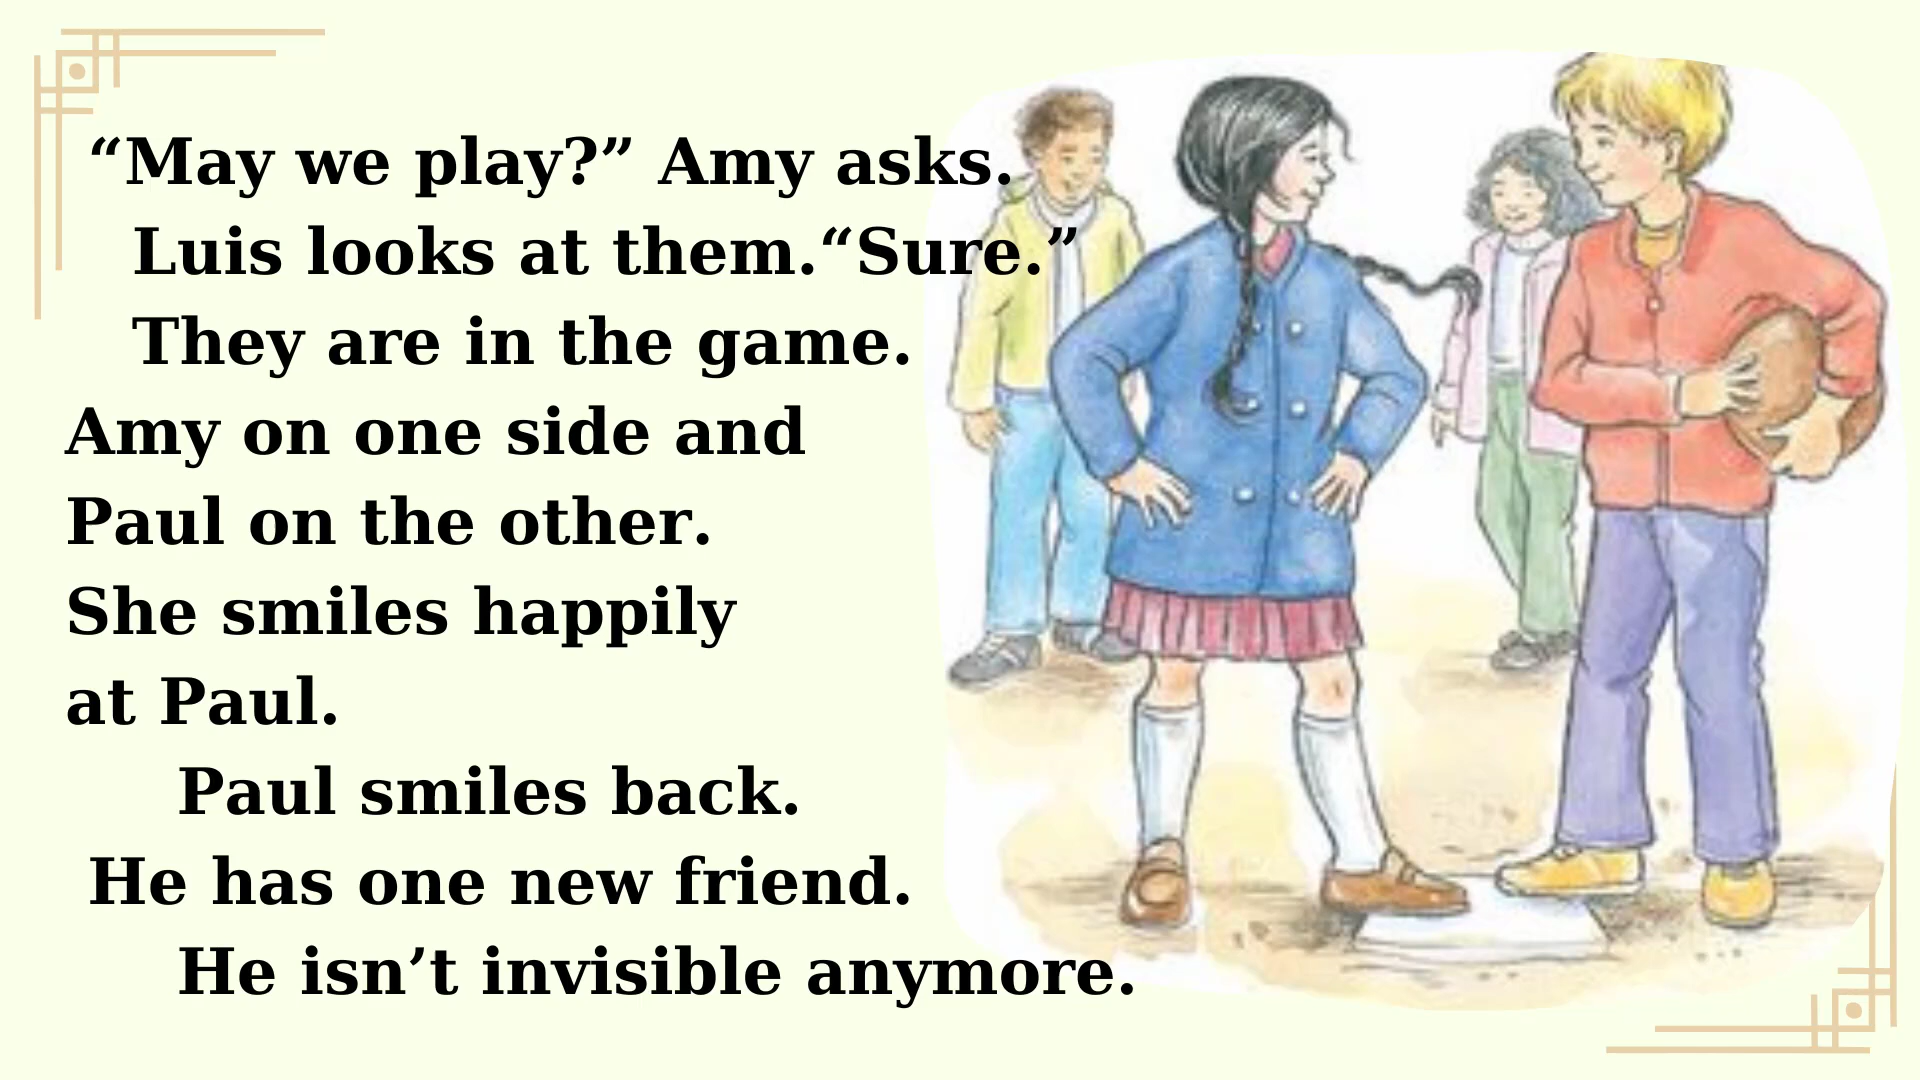 “May we play?” Amy asks.
Luis looks at them.“Sure.”
They are in the game.
Amy on one side and
Paul on the other.
She smiles happily
at Paul.
Paul smiles back.
He has one new friend.
He isn’t invisible anymore.